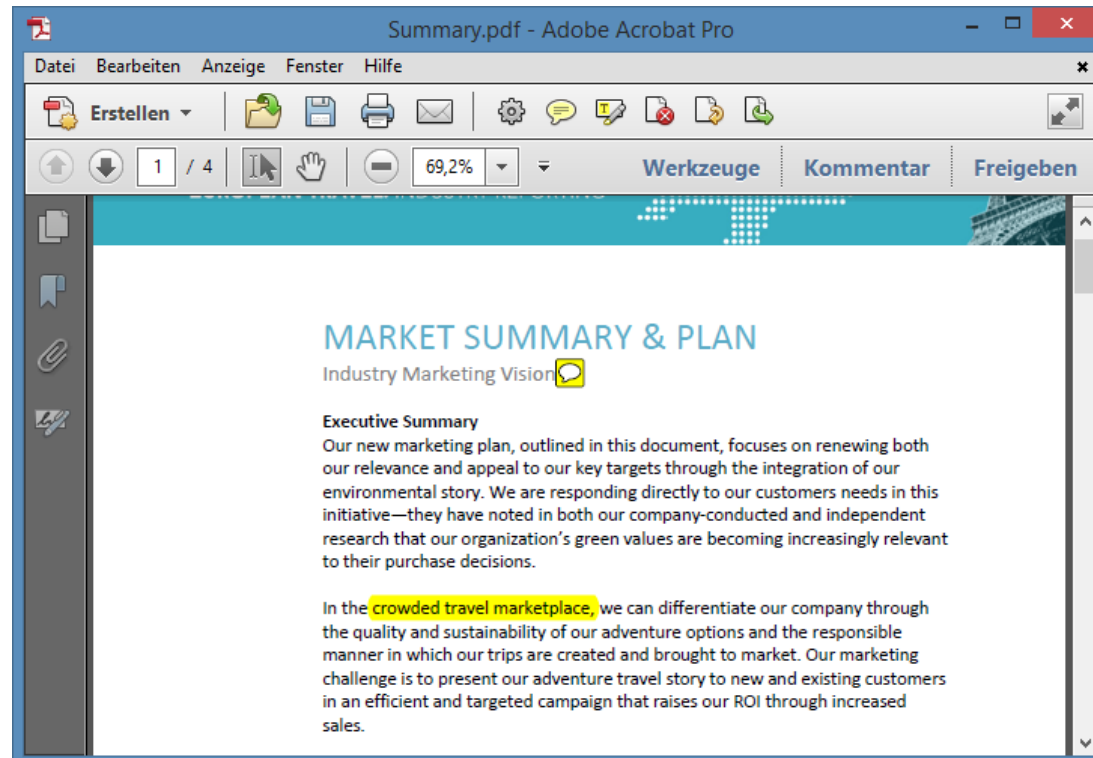 Summary.pdf - Adobe Acrobat Pro
Datei Bearbeiten Anzeige Fenster Hilfe
Erstellen
1 / 4 69,2% Werkzeuge Kommentar Freigeben
EUROPEAN TRAVEL INDUSTRY REPORTING
MARKET SUMMARY & PLAN
Industry Marketing Vision
Executive Summary
Our new marketing plan, outlined in this document, focuses on renewing both
our relevance and appeal to our key targets through the integration of our
environmental story. We are responding directly to our customers needs in this
initiative—they have noted in both our company-conducted and independent
research that our organization’s green values are becoming increasingly relevant
to their purchase decisions.
In the crowded travel marketplace, we can differentiate our company through
the quality and sustainability of our adventure options and the responsible
manner in which our trips are created and brought to market. Our marketing
challenge is to present our adventure travel story to new and existing customers
in an efficient and targeted campaign that raises our ROI through increased
sales.